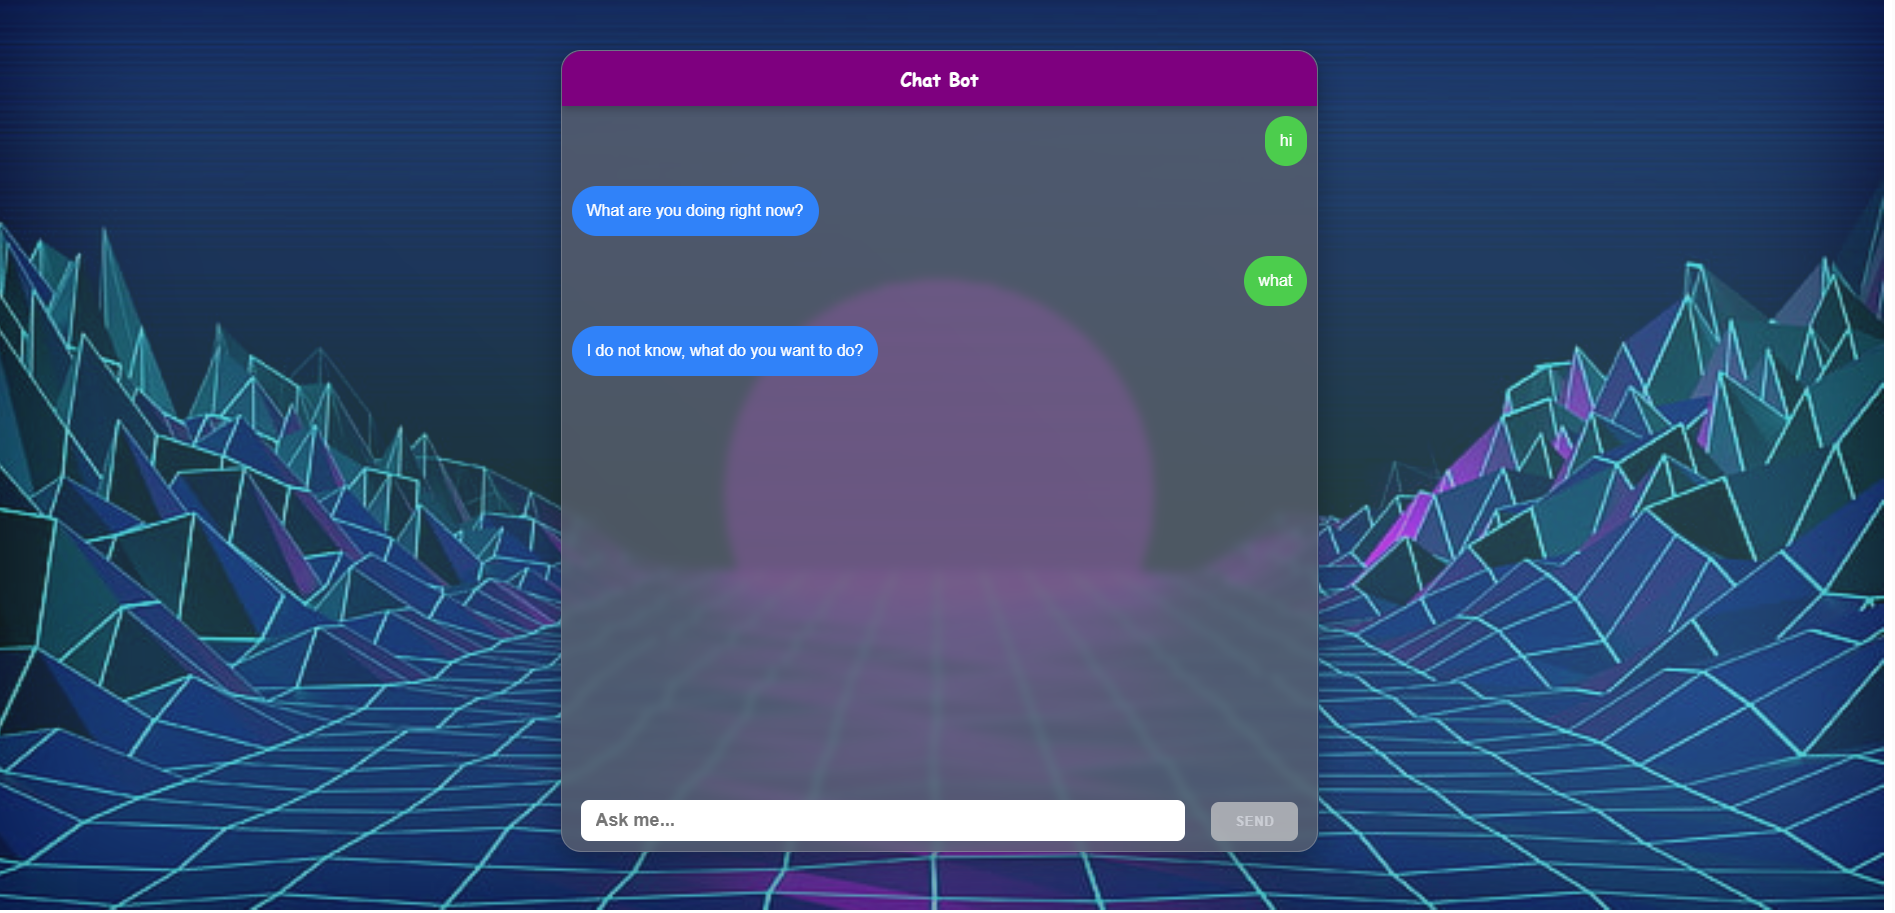 Chat Bot
hi
What are you doing right now?
what
I do not know, what do you want to do?
Ask me...
SEND